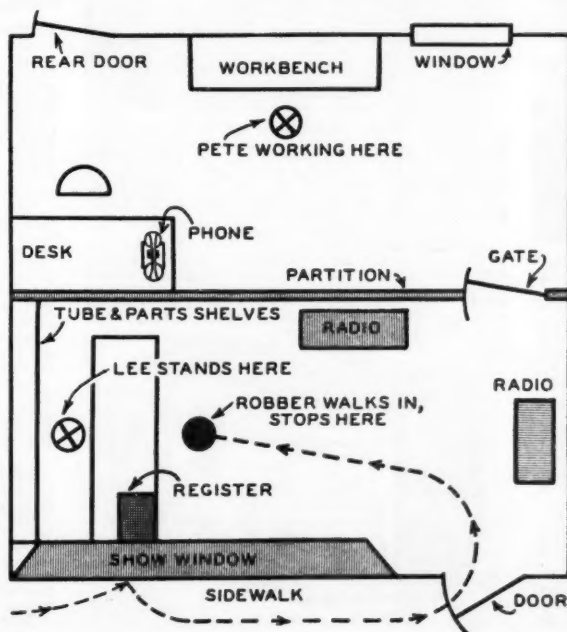 REAR DOOR
WORKBENCH
WINDOW
PETE WORKING HERE
PHONE
DESK
GATE
PARTITION
TUBE & PARTS SHELVES
RADIO
LEE STANDS HERE
RADIO
ROBBER WALKS IN,
STOPS HERE
REGISTER
SHOW WINDOW
SIDEWALK
DOOR